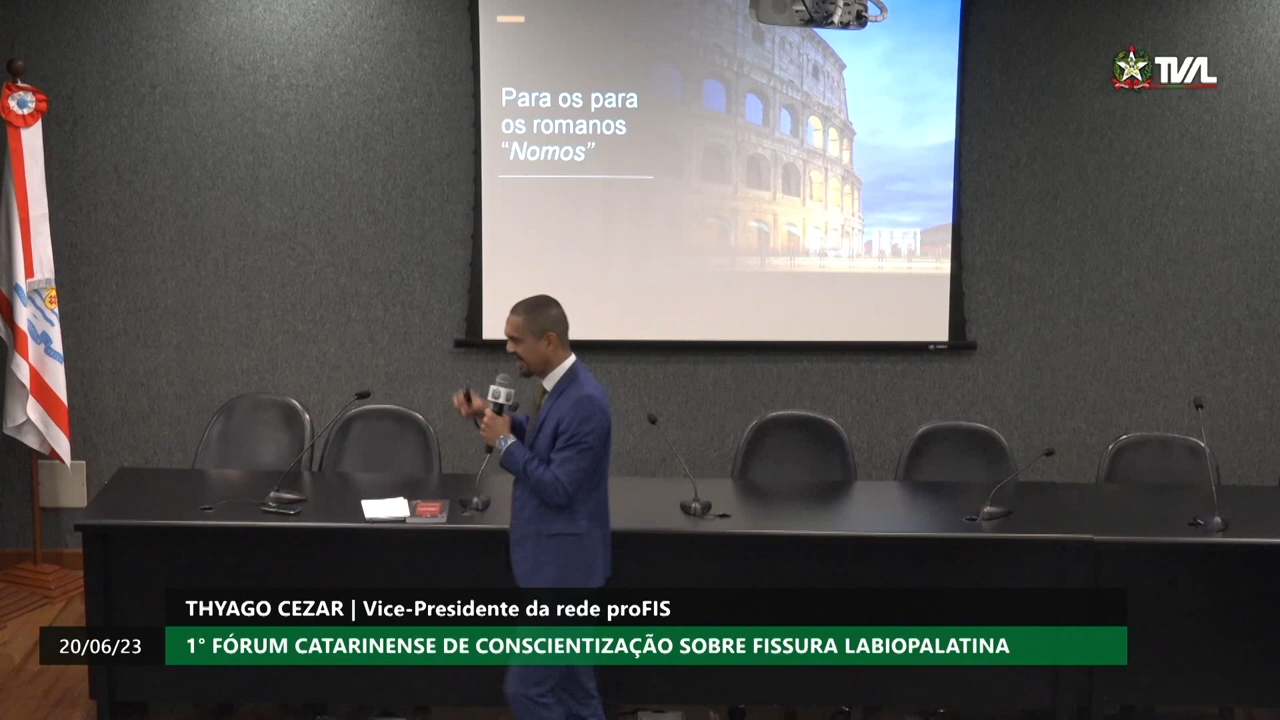 Para os para
os romanos
“Nomos”
TVAL
THYAGO CEZAR | Vice-Presidente da rede proFIS
20/06/23
1° FÓRUM CATARINENSE DE CONSCIENTIZAÇÃO SOBRE FISSURA LABIOPALATINA